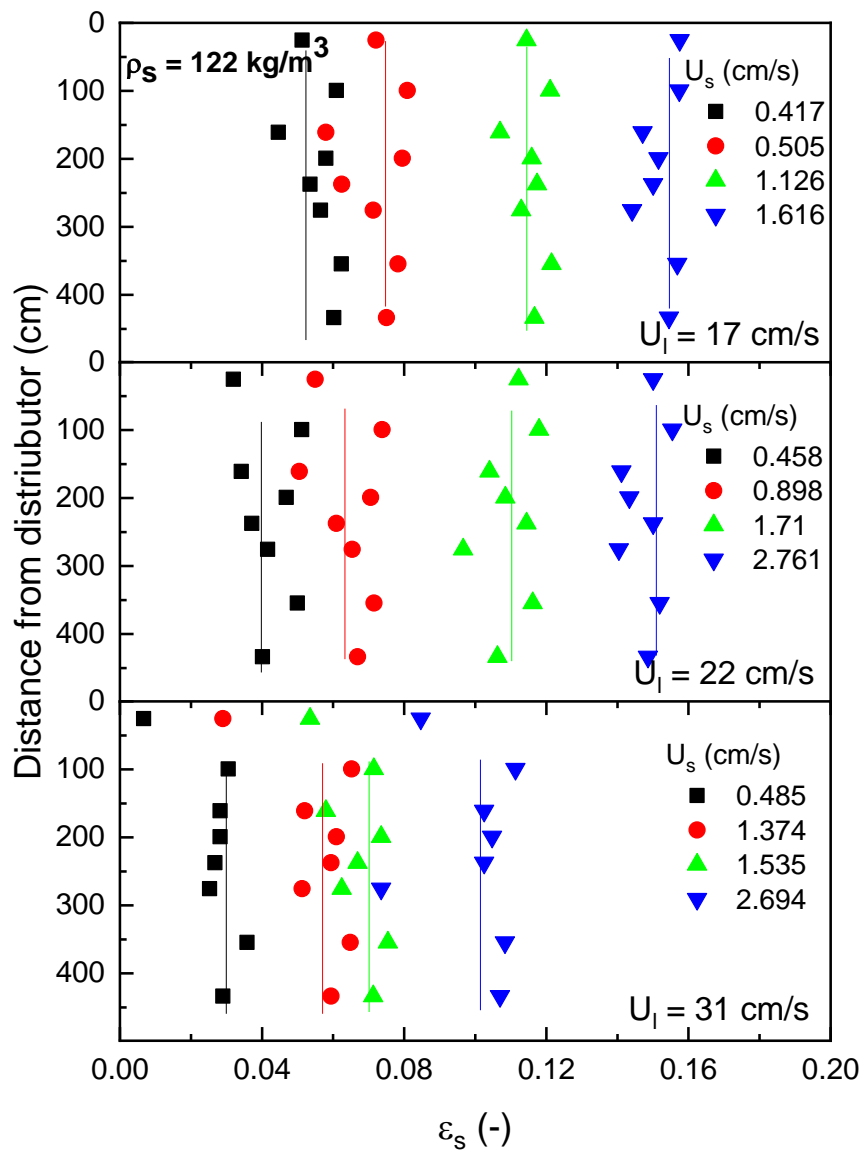 0
100
200
300
400
ρs = 122 kg/m3
Us (cm/s)
0.417
0.505
1.126
1.616
Ul = 17 cm/s
0
100
200
300
400
Us (cm/s)
0.458
0.898
1.71
2.761
Ul = 22 cm/s
0
100
200
300
400
Us (cm/s)
0.485
1.374
1.535
2.694
Ul = 31 cm/s
Distance from distriubutor (cm)
0.00 0.04 0.08 0.12 0.16 0.20
εs (-)